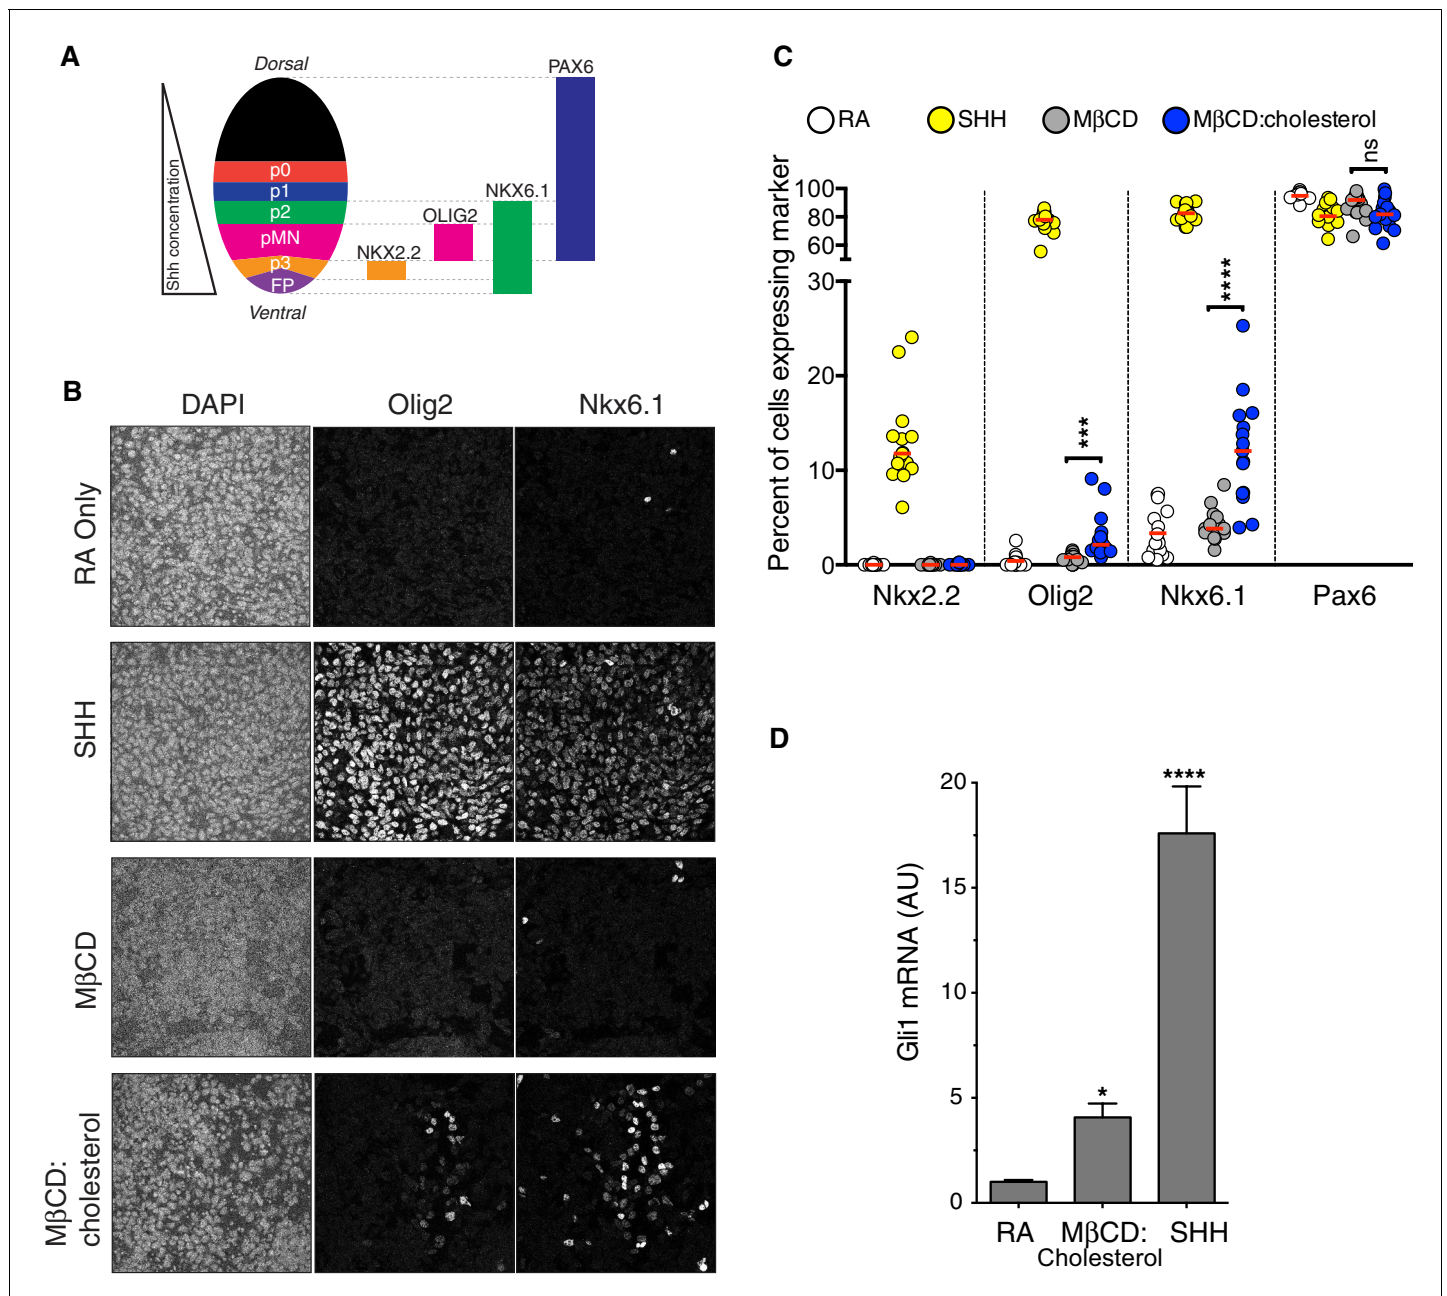 A
Dorsal
PAX6
p0
p1
p2
pMN
p3
FP
Shh concentration
NKX6.1
OLIG2
NKX2.2
Ventral
B
DAPI
Olig2
Nkx6.1
RA Only
SHH
MβCD
MβCD:
cholesterol
C
RA
SHH
MβCD
MβCD:cholesterol
Percent of cells expressing marker
100
80
60
30
20
10
0
***
****
ns
Nkx2.2
Olig2
Nkx6.1
Pax6
D
Gli1 mRNA (AU)
20
15
10
5
0
*
****
RA
MβCD:
Cholesterol
SHH